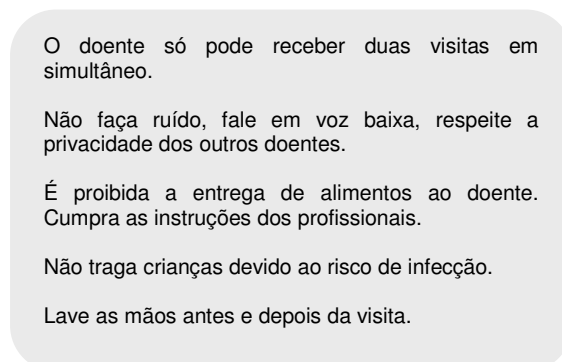 O doente só pode receber duas visitas em
simultâneo.
Não faça ruído, fale em voz baixa, respeite a
privacidade dos outros doentes.
É proibida a entrega de alimentos ao doente.
Cumpra as instruções dos profissionais.
Não traga crianças devido ao risco de infecção.
Lave as mãos antes e depois da visita.